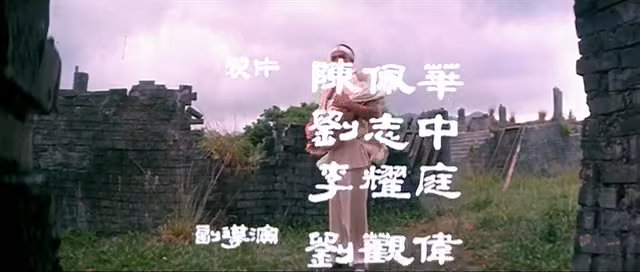 製片 陳佩華
劉志中
李耀庭
副導演 劉觀偉